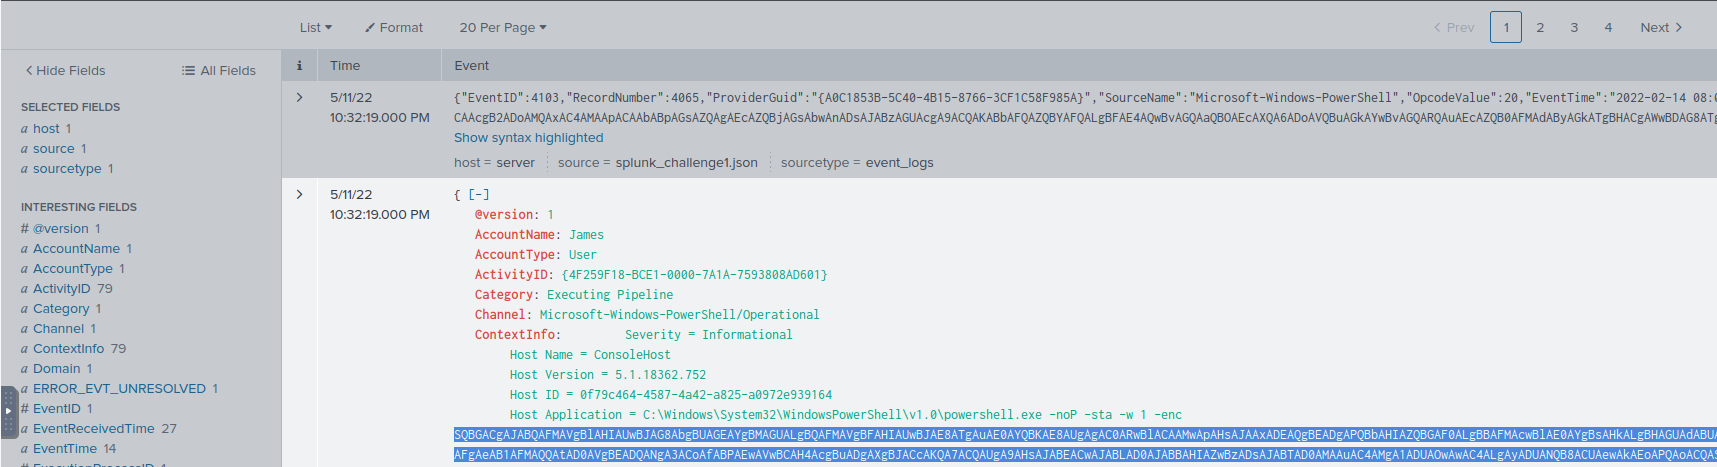 List Format 20 Per Page Prev 1 2 3 4 Next
Hide Fields All Fields
i Time Event
SELECTED FIELDS
a host 1
a source 1
a sourcetype 1
INTERESTING FIELDS
# @version 1
a AccountName 1
a AccountType 1
a ActivityID 79
a Category 1
a Channel 1
a ContextInfo 79
a Domain 1
a ERROR_EVT_UNRESOLVED 1
# EventID 1
a EventReceivedTime 27
a EventTime 14
5/11/22
10:32:19.000 PM
{"EventID":4103,"RecordNumber":4065,"ProviderGuid":"{A0C1853B-5C40-4B15-8766-3CF1C58F985A}","SourceName":"Microsoft-Windows-PowerShell","OpcodeValue":20,"EventTime":"2022-02-14 08:0
Show syntax highlighted
host = server source = splunk_challenge1.json sourcetype = event_logs
5/11/22
10:32:19.000 PM
{ [-]
@version: 1
AccountName: James
AccountType: User
ActivityID: {4F259F18-BCE1-0000-7A1A-7593808AD601}
Category: Executing Pipeline
Channel: Microsoft-Windows-PowerShell/Operational
ContextInfo: Severity = Informational
Host Name = ConsoleHost
Host Version = 5.1.18362.752
Host ID = 0f79c464-4587-4a42-a825-a0972e939164
Host Application = C:\Windows\System32\WindowsPowerShell\v1.0\powershell.exe -noP -sta -w 1 -enc